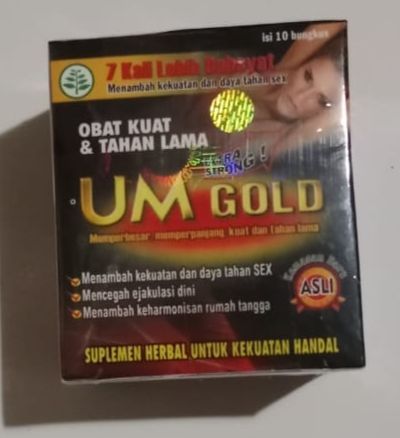 isi 10 bungkus
7 Kali Lebih Dahsyat
Menambah kekuatan dan daya tahan sex
OBAT KUAT
& TAHAN LAMA
STRONG!
UM GOLD
Memperbesar memperpanjang kuat dan tahan lama
Menambah kekuatan dan daya tahan SEX
Mencegah ejakulasi dini
Menambah keharmonisan rumah tangga
Kemasan Baru
ASLI
SUPLEMEN HERBAL UNTUK KEKUATAN HANDAL